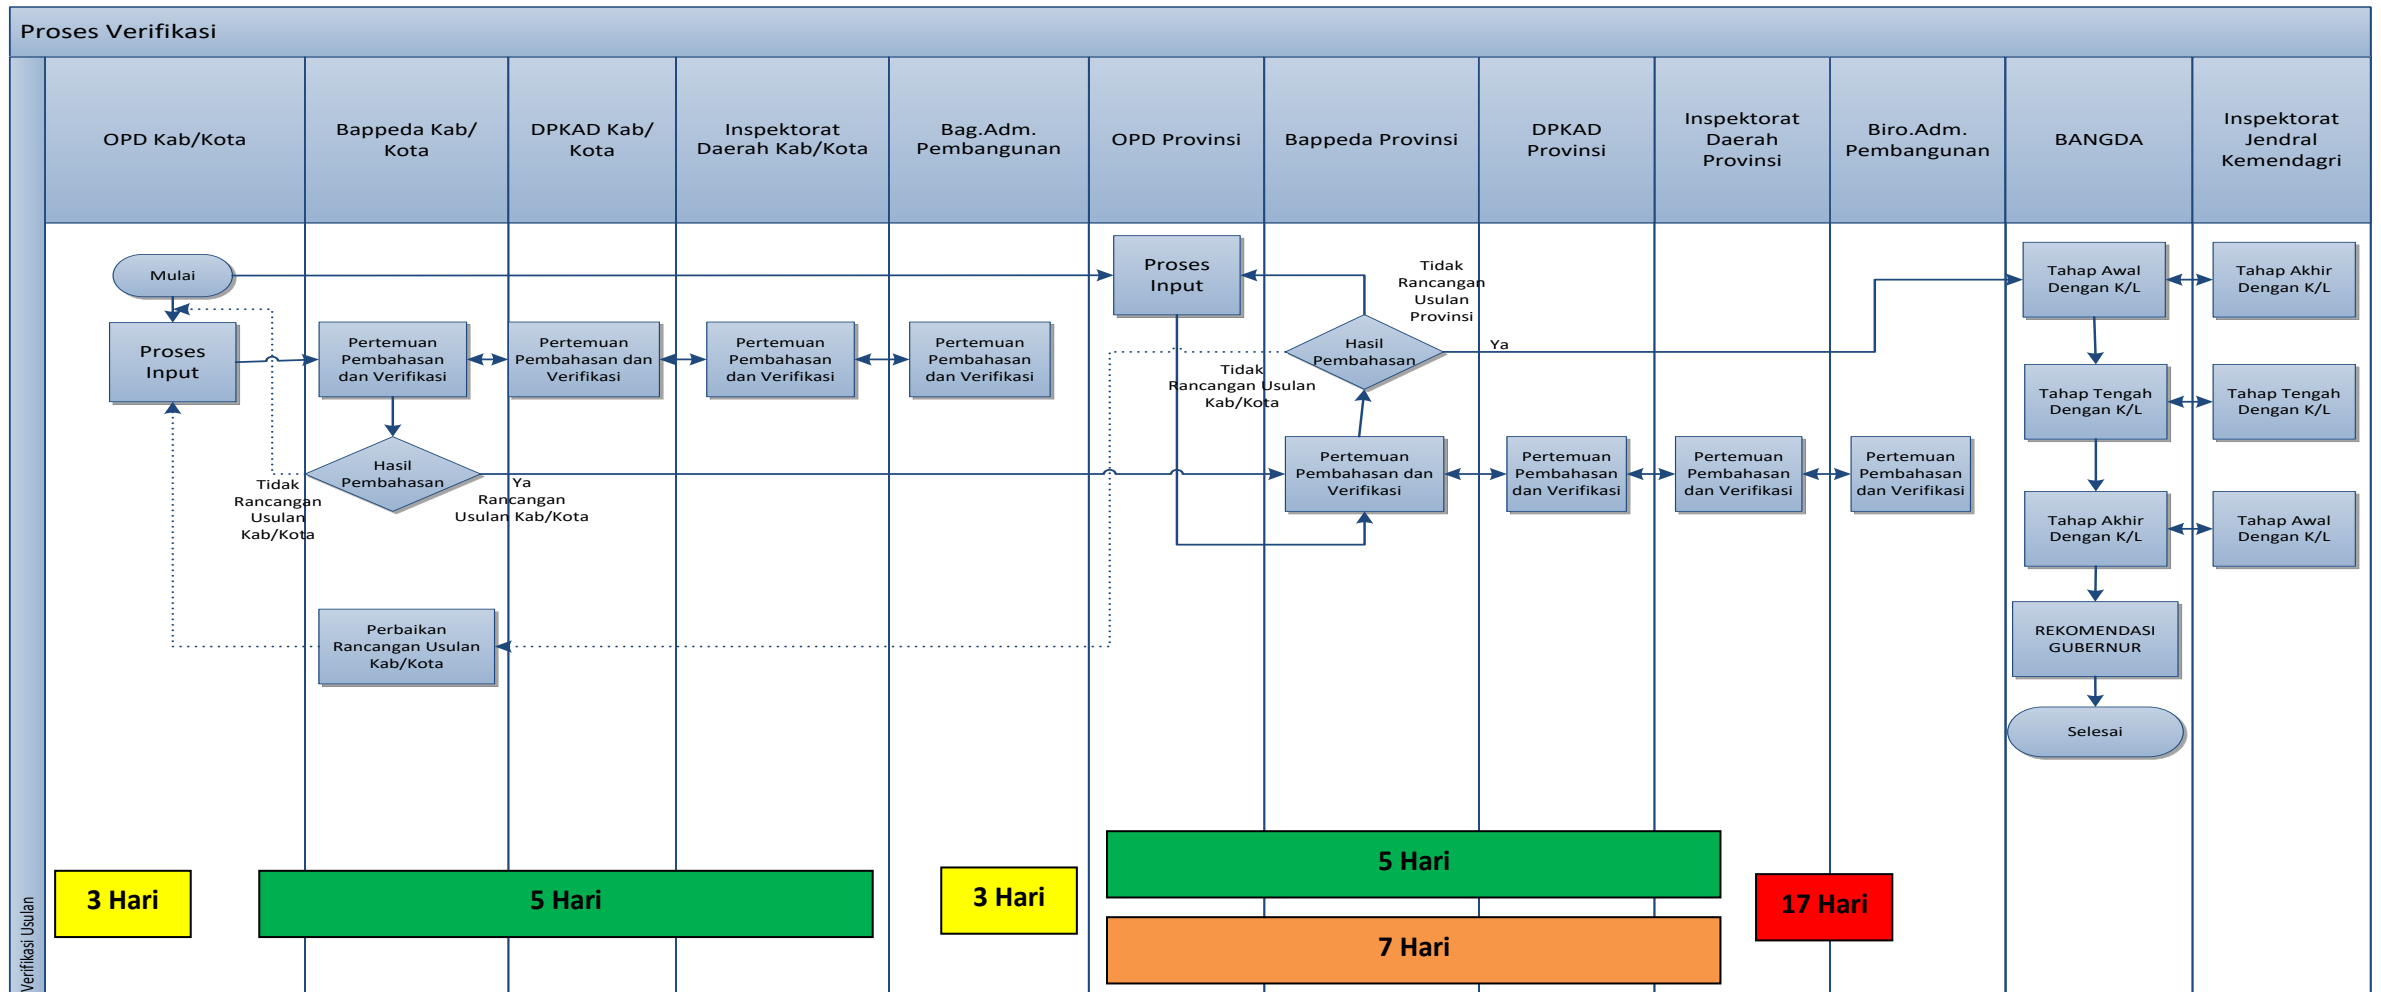 Proses Verifikasi
OPD Kab/Kota
Bappeda Kab/
Kota
DPKAD Kab/
Kota
Inspektorat
Daerah Kab/Kota
Bag.Adm.
Pembangunan
OPD Provinsi
Bappeda Provinsi
DPKAD
Provinsi
Inspektorat
Daerah
Provinsi
Biro.Adm.
Pembangunan
BANGDA
Inspektorat
Jendral
Kemendagri
Mulai
Proses
Input
Pertemuan
Pembahasan
dan Verifikasi
Pertemuan
Pembahasan dan
Verifikasi
Pertemuan
Pembahasan
dan Verifikasi
Pertemuan
Pembahasan
dan Verifikasi
Hasil
Pembahasan
Tidak
Rancangan
Usulan
Kab/Kota
Ya
Rancangan
Usulan Kab/Kota
Perbaikan
Rancangan Usulan
Kab/Kota
Proses
Input
Tidak
Rancangan
Usulan
Provinsi
Hasil
Pembahasan
Ya
Tidak
Rancangan Usulan
Kab/Kota
Pertemuan
Pembahasan dan
Verifikasi
Pertemuan
Pembahasan
dan Verifikasi
Pertemuan
Pembahasan
dan Verifikasi
Pertemuan
Pembahasan
dan Verifikasi
Tahap Awal
Dengan K/L
Tahap Akhir
Dengan K/L
Tahap Tengah
Dengan K/L
Tahap Tengah
Dengan K/L
Tahap Akhir
Dengan K/L
Tahap Awal
Dengan K/L
REKOMENDASI
GUBERNUR
Selesai
Verifikasi Usulan
3 Hari
5 Hari
3 Hari
5 Hari
7 Hari
17 Hari